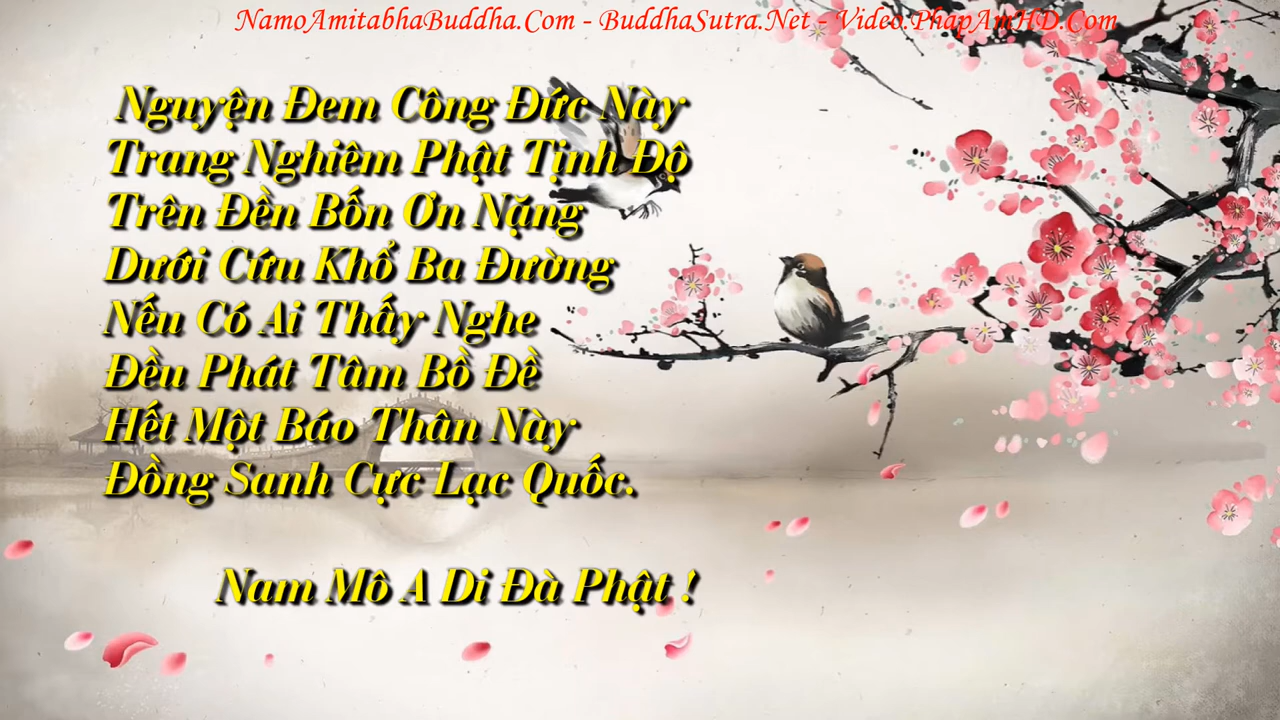 NamoAmitabhaBuddha.Com - BuddhaSutra.Net - Video.PhapAmHD.Com
Nguyện Đem Công Đức Này
Trang Nghiêm Phật Tịnh Độ
Trên Đền Bốn Ơn Nặng
Dưới Cứu Khổ Ba Đường
Nếu Có Ai Thấy Nghe
Đều Phát Tâm Bồ Đề
Hết Một Báo Thân Này
Đồng Sanh Cực Lạc Quốc.
Nam Mô A Di Đà Phật !